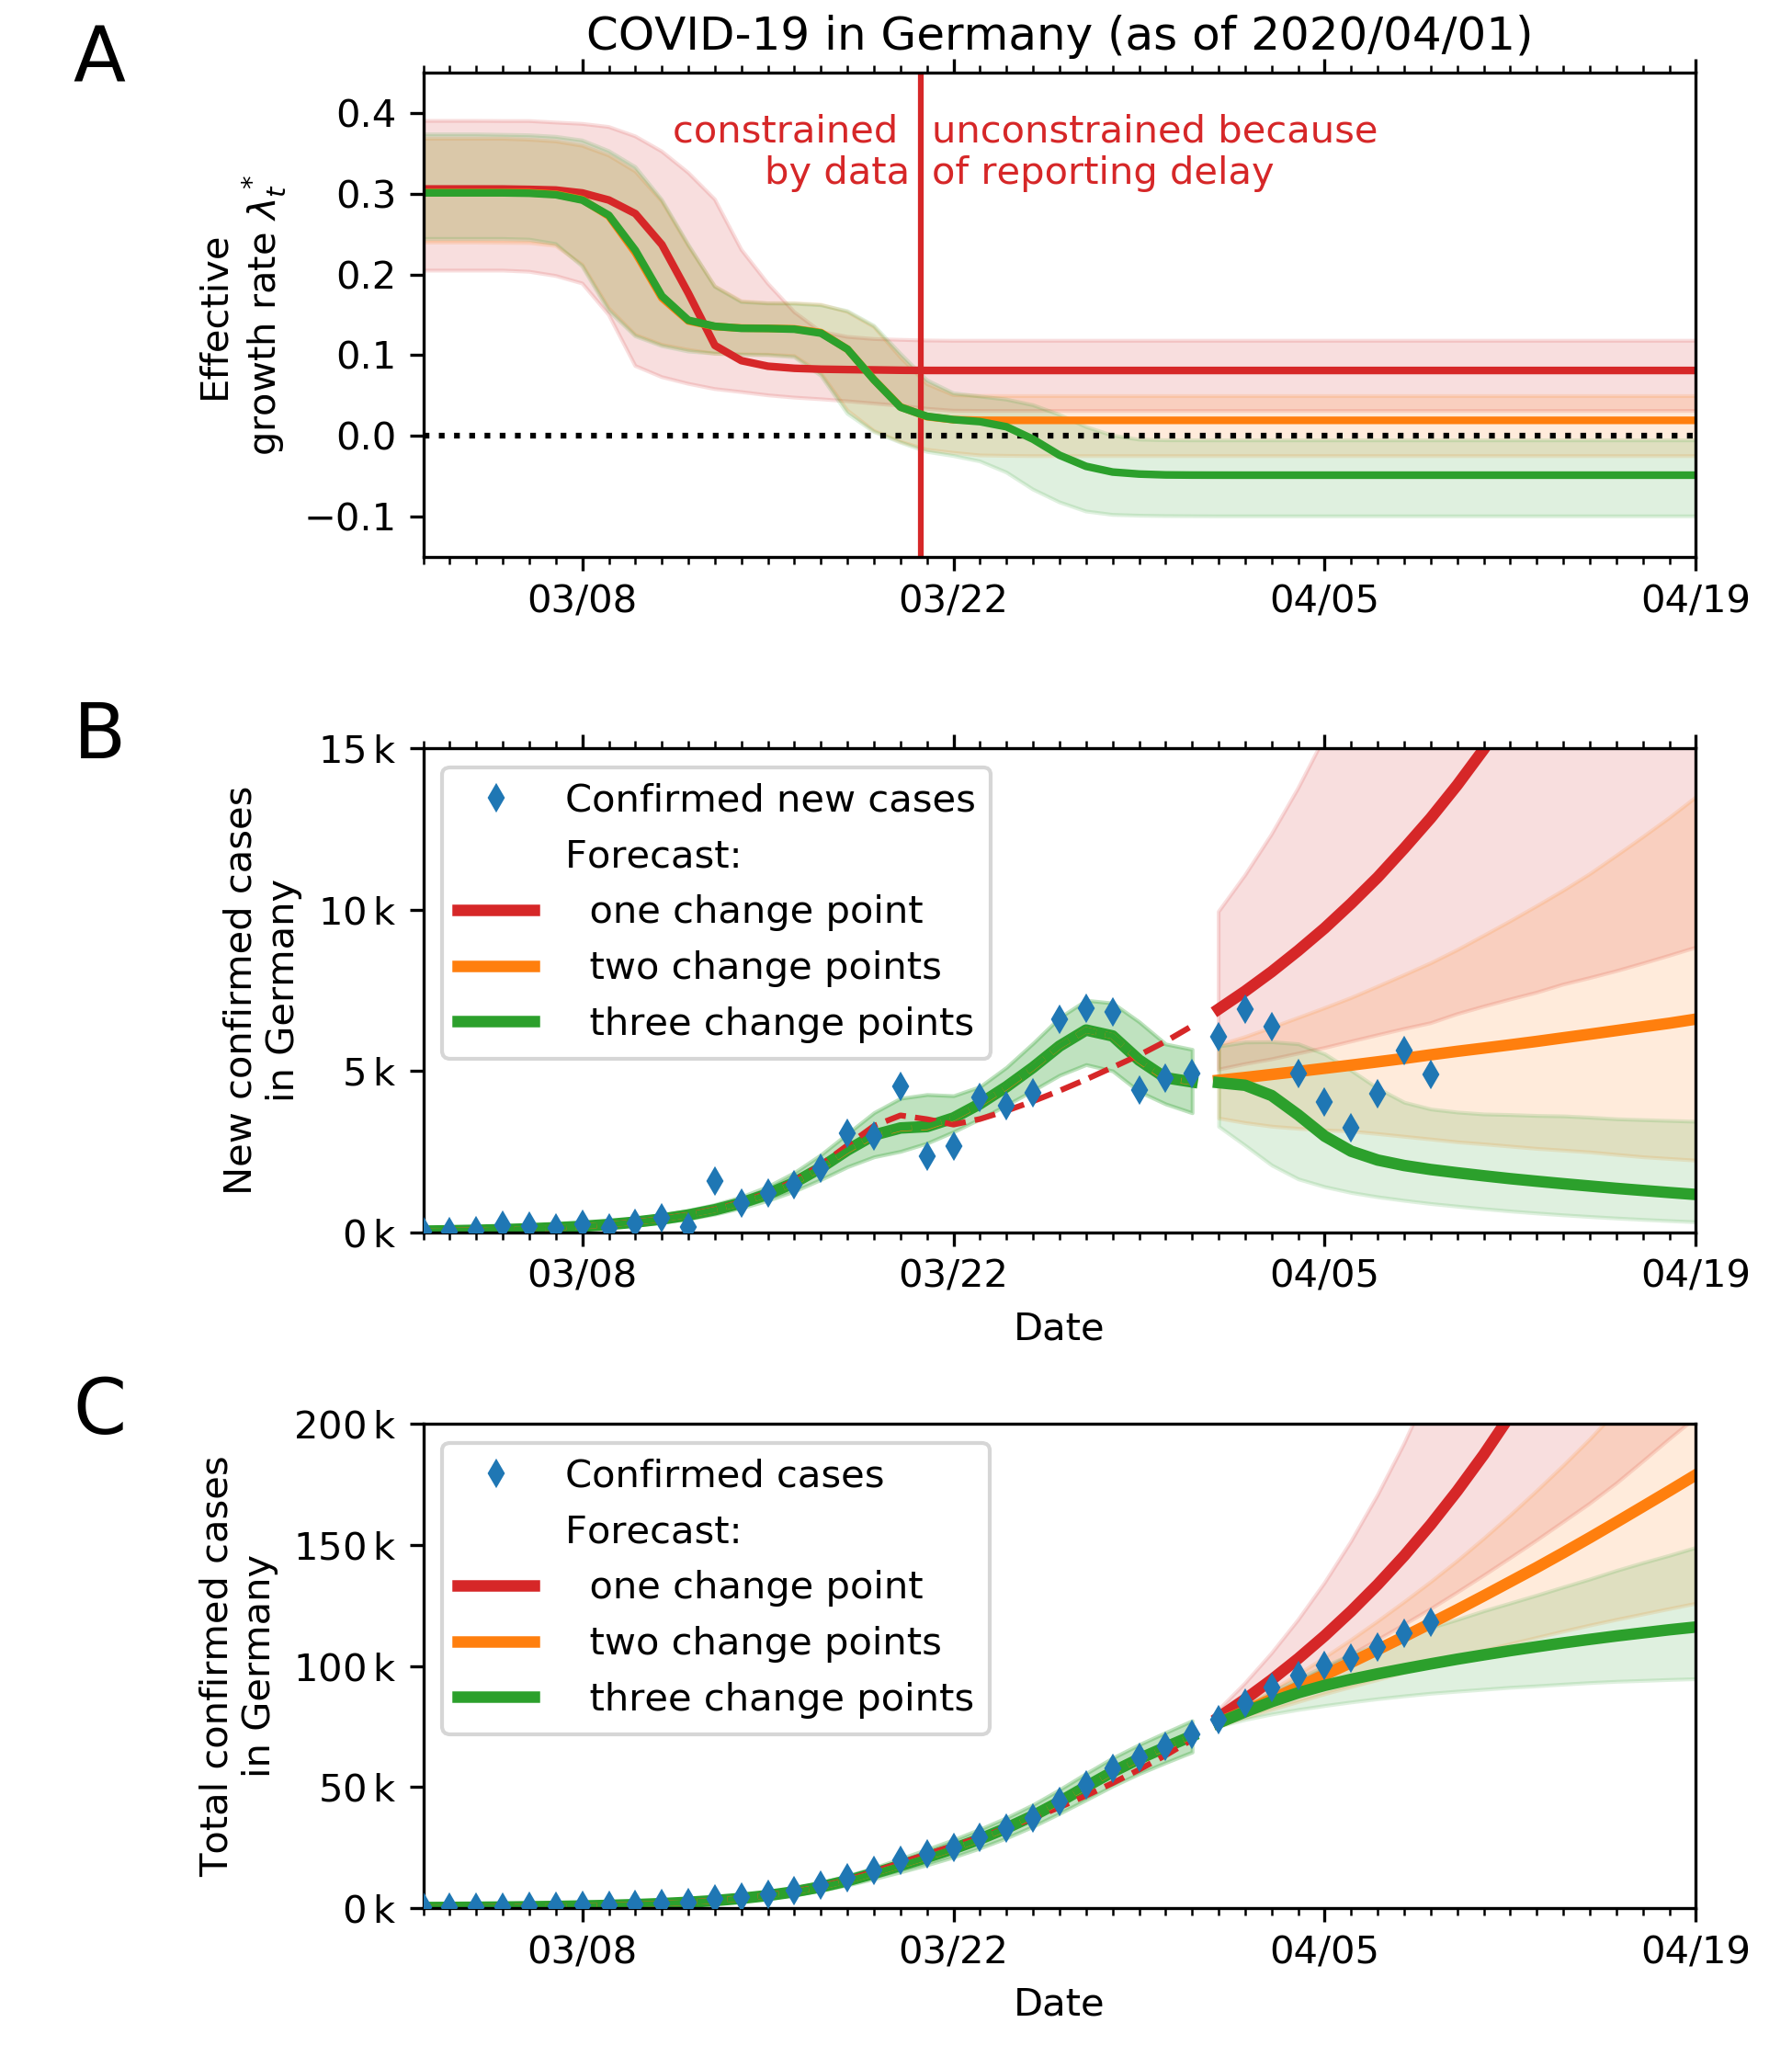 A
COVID-19 in Germany (as of 2020/04/01)
Effective
growth rate λ*t
0.4
0.3
0.2
0.1
0.0
−0.1
constrained
by data
unconstrained because
of reporting delay
03/08
03/22
04/05
04/19
B
New confirmed cases
in Germany
15 k
10 k
5 k
0 k
Confirmed new cases
Forecast:
one change point
two change points
three change points
03/08
03/22
04/05
04/19
Date
C
Total confirmed cases
in Germany
200 k
150 k
100 k
50 k
0 k
Confirmed cases
Forecast:
one change point
two change points
three change points
03/08
03/22
04/05
04/19
Date